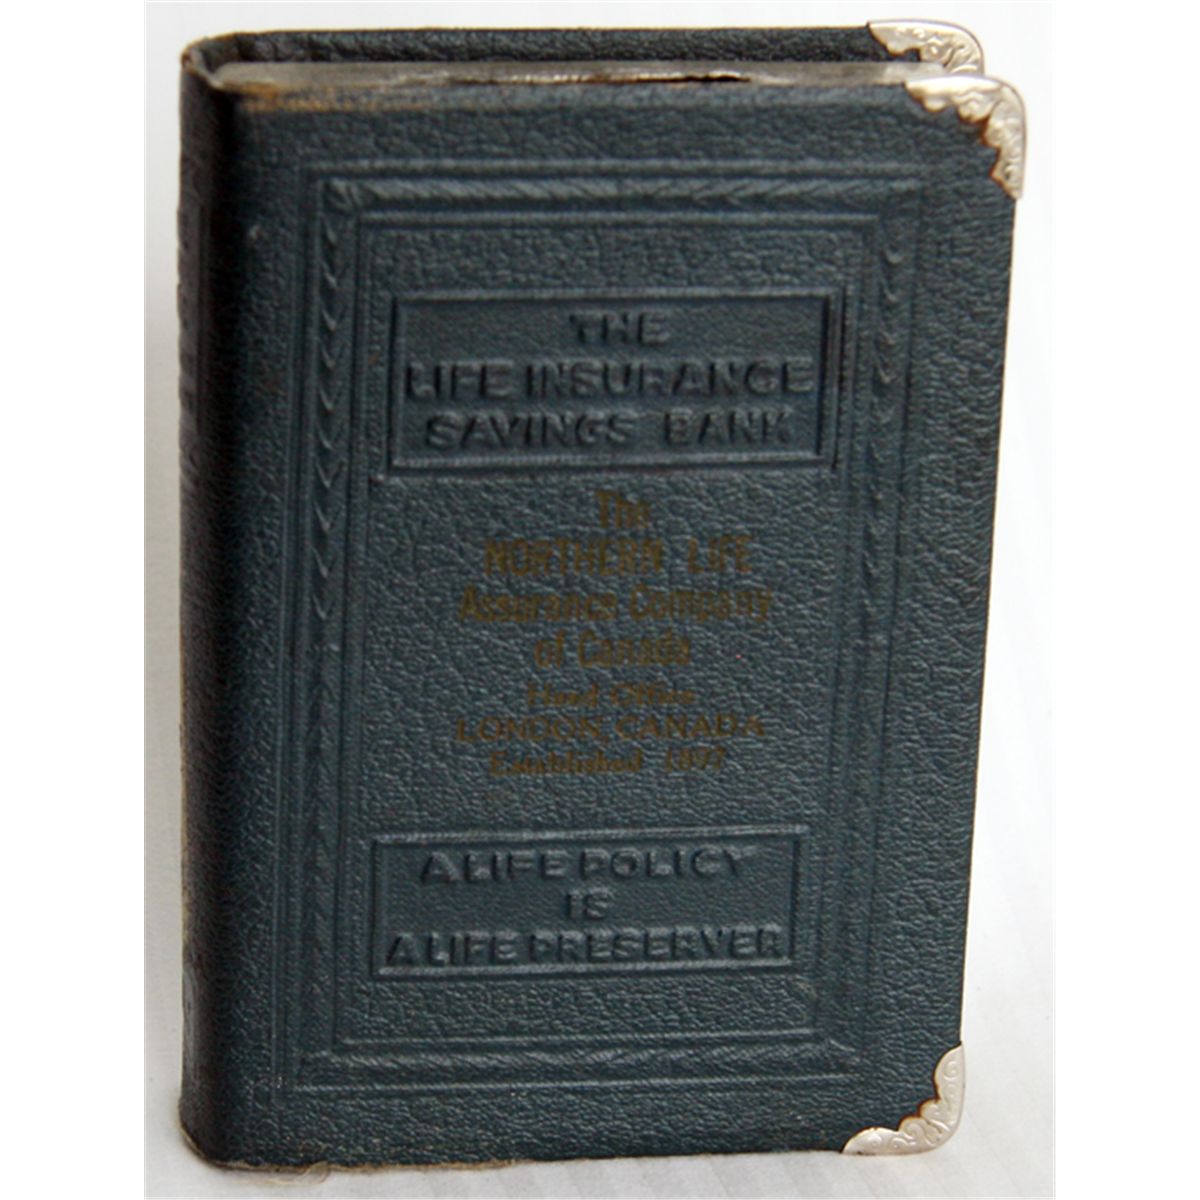 THE
LIFE INSURANCE
SAVINGS BANK
The
NORTHERN LIFE
Assurance Company
of Canada
Head Office
LONDON, CANADA
Established 1897
A LIFE POLICY
IS
A LIFE PRESERVER